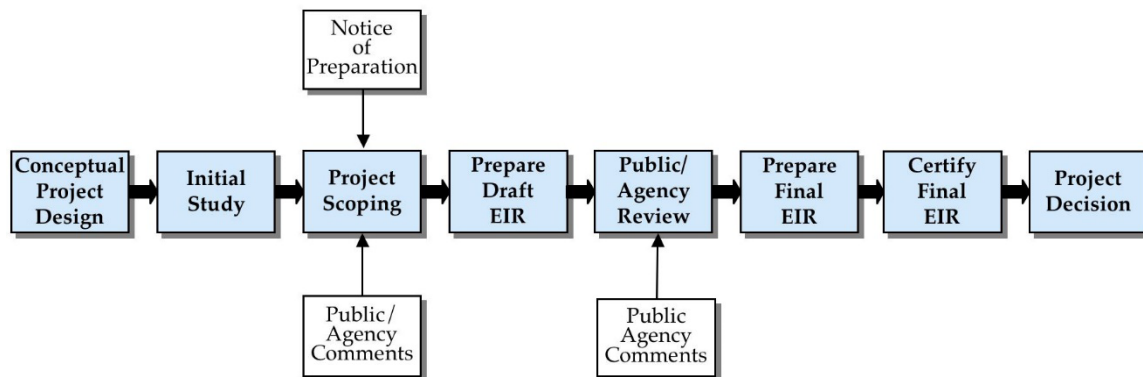 Notice
of
Preparation
Conceptual
Project
Design
Initial
Study
Project
Scoping
Prepare
Draft
EIR
Public/
Agency
Review
Prepare
Final
EIR
Certify
Final
EIR
Project
Decision
Public/
Agency
Comments
Public
Agency
Comments